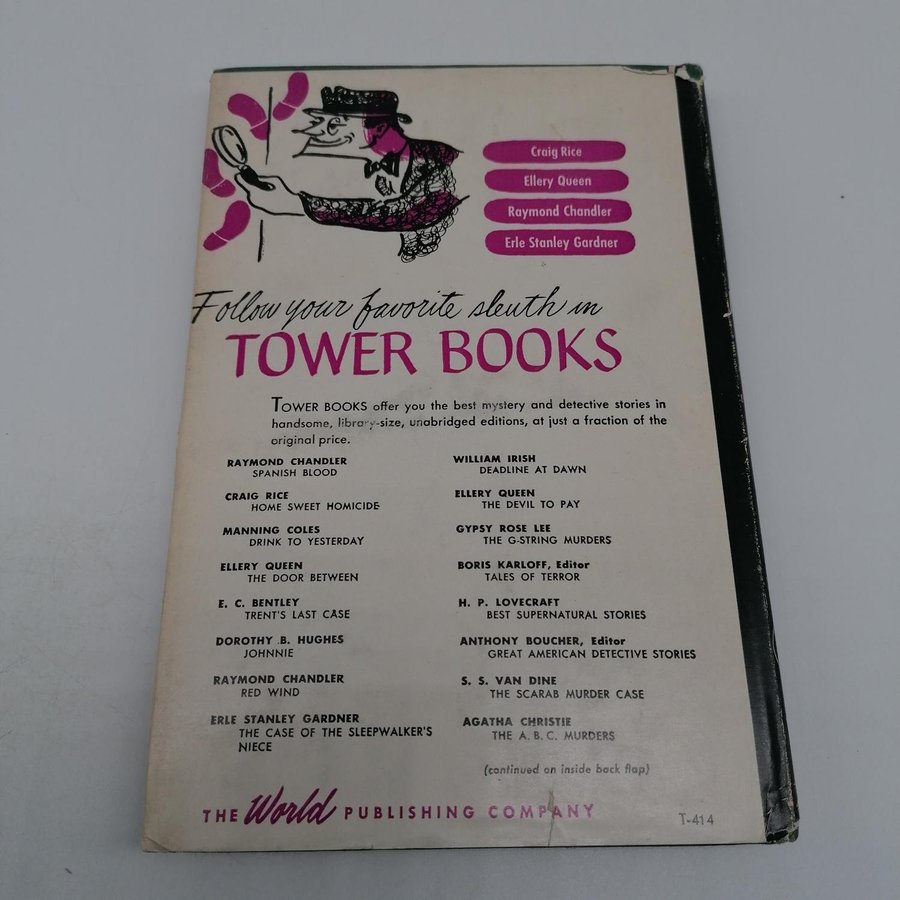 Craig Rice
Ellery Queen
Raymond Chandler
Erle Stanley Gardner
Follow your favorite sleuth in
TOWER BOOKS
TOWER BOOKS offer you the best mystery and detective stories in
handsome, library-size, unabridged editions, at just a fraction of the
original price.
RAYMOND CHANDLER
SPANISH BLOOD
CRAIG RICE
HOME SWEET HOMICIDE
MANNING COLES
DRINK TO YESTERDAY
ELLERY QUEEN
THE DOOR BETWEEN
E. C. BENTLEY
TRENT'S LAST CASE
DOROTHY B. HUGHES
JOHNNIE
RAYMOND CHANDLER
RED WIND
ERLE STANLEY GARDNER
THE CASE OF THE SLEEPWALKER'S
NIECE
WILLIAM IRISH
DEADLINE AT DAWN
ELLERY QUEEN
THE DEVIL TO PAY
GYPSY ROSE LEE
THE G-STRING MURDERS
BORIS KARLOFF, Editor
TALES OF TERROR
H. P. LOVECRAFT
BEST SUPERNATURAL STORIES
ANTHONY BOUCHER, Editor
GREAT AMERICAN DETECTIVE STORIES
S. S. VAN DINE
THE SCARAB MURDER CASE
AGATHA CHRISTIE
THE A. B. C. MURDERS
(continued on inside back flap)
THE World PUBLISHING COMPANY
T-414